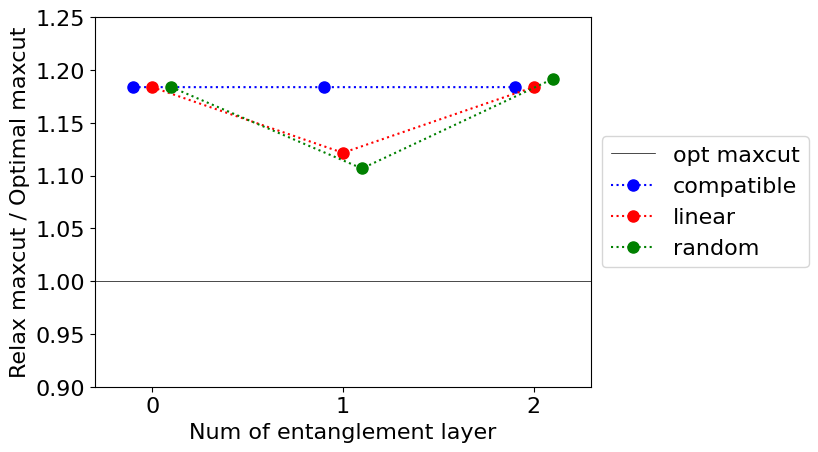 Relax maxcut / Optimal maxcut
1.25
1.20
1.15
1.10
1.05
1.00
0.95
0.90
0 1 2
Num of entanglement layer
opt maxcut
compatible
linear
random